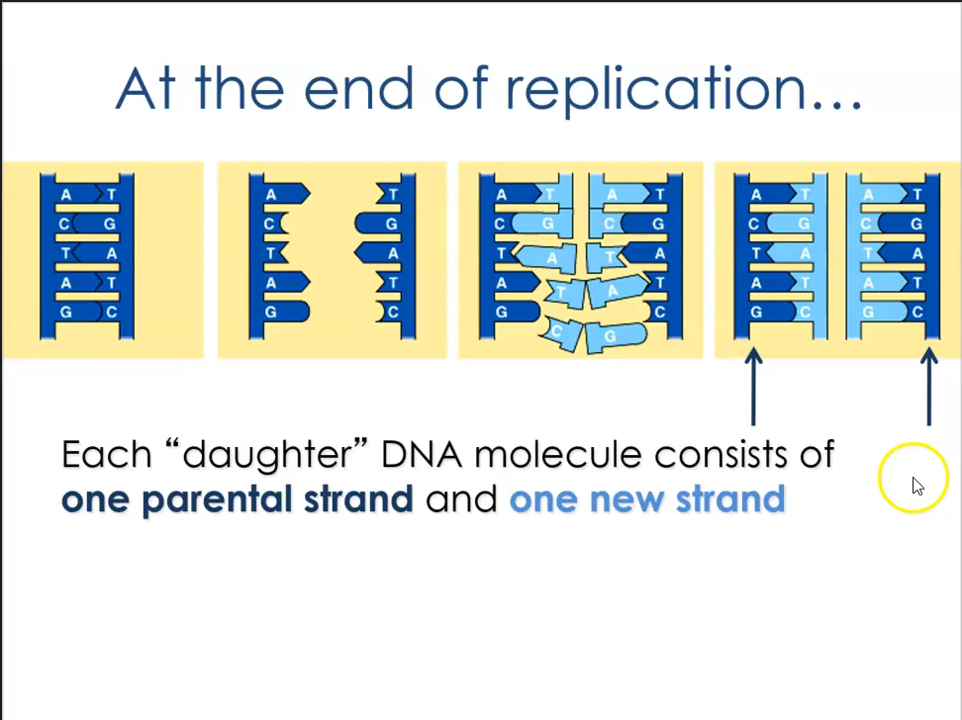 At the end of replication…
A T A T A T A T A T A T
C G C G C G C G C G C G
T A T A T A T A T A T A
A T A T A T A T A T A T
G C G C G C G C G C G C
Each “daughter” DNA molecule consists of
one parental strand and one new strand